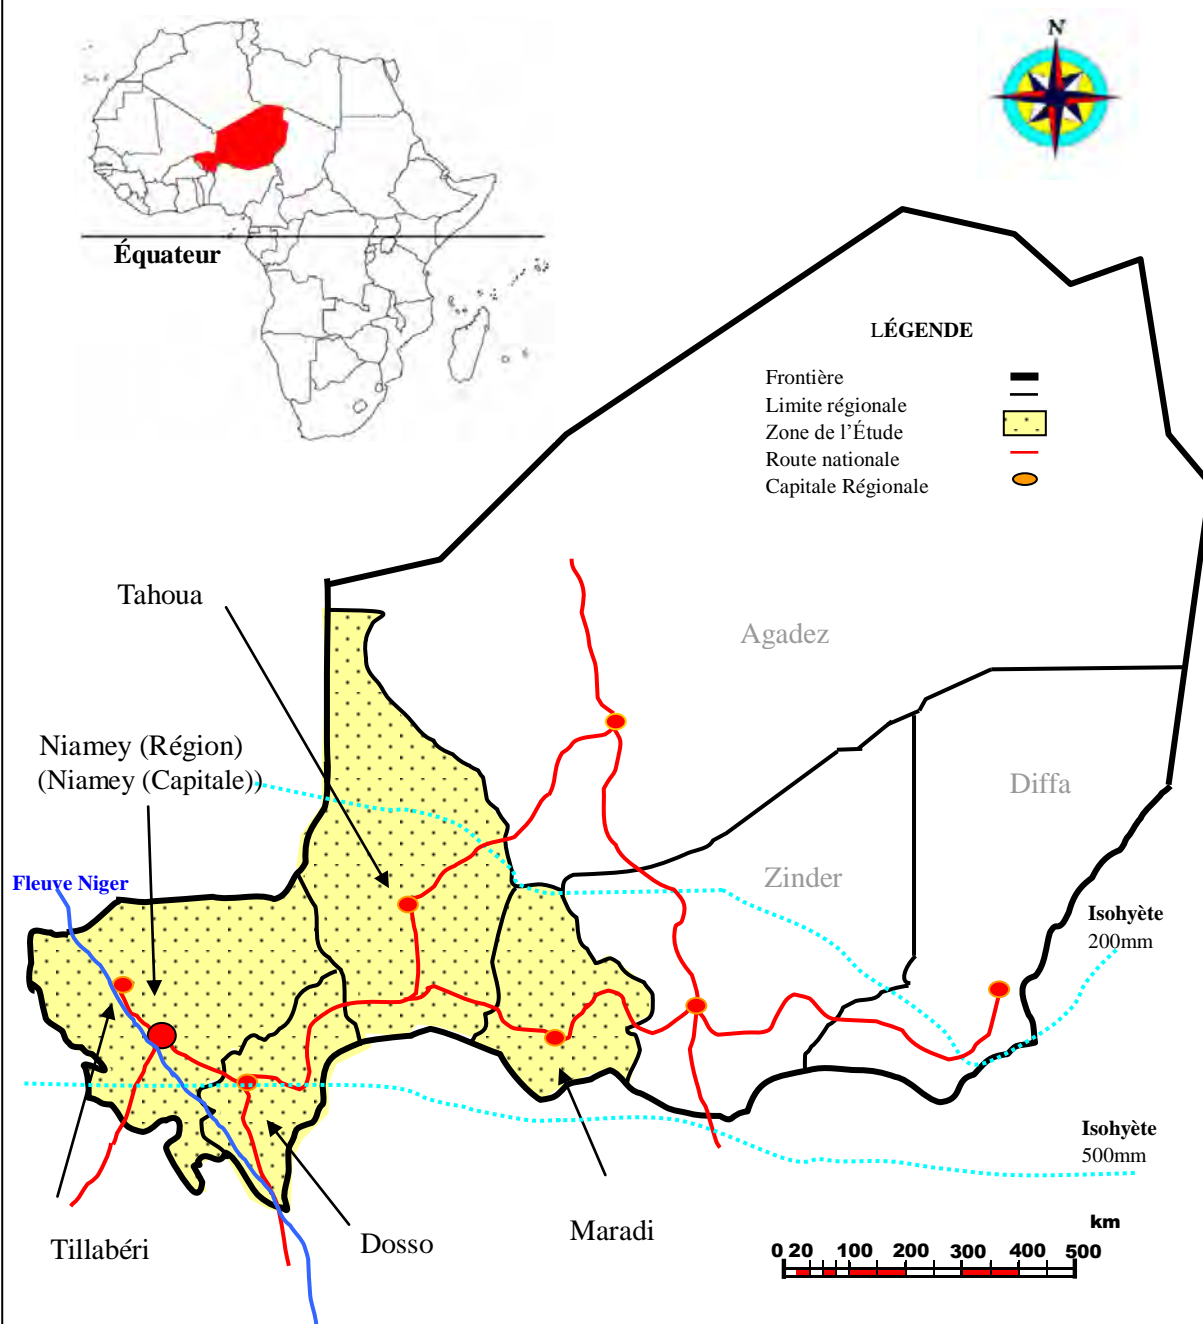 N
Équateur
LÉGENDE
Frontière
Limite régionale
Zone de l'Étude
Route nationale
Capitale Régionale
Tahoua
Agadez
Niamey (Région)
(Niamey (Capitale))
Diffa
Fleuve Niger
Zinder
Isohyète
200mm
Isohyète
500mm
Tillabéri
Dosso
Maradi
km
0 20 100 200 300 400 500